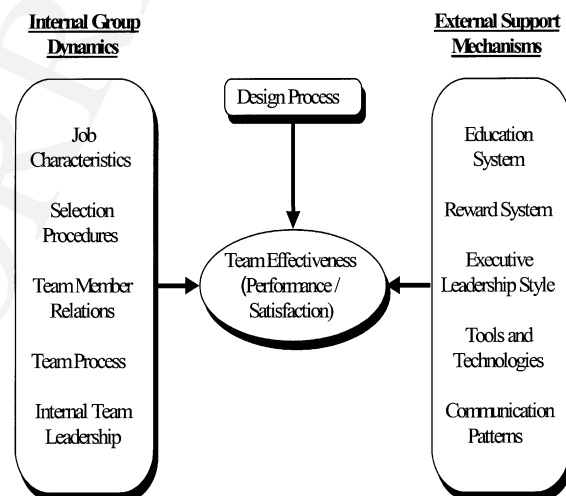 Internal Group
Dynamics
Job
Characteristics
Selection
Procedures
Team Member
Relations
Team Process
Internal Team
Leadership
Design Process
Team Effectiveness
(Performance /
Satisfaction)
External Support
Mechanisms
Education
System
Reward System
Executive
Leadership Style
Tools and
Technologies
Communication
Patterns